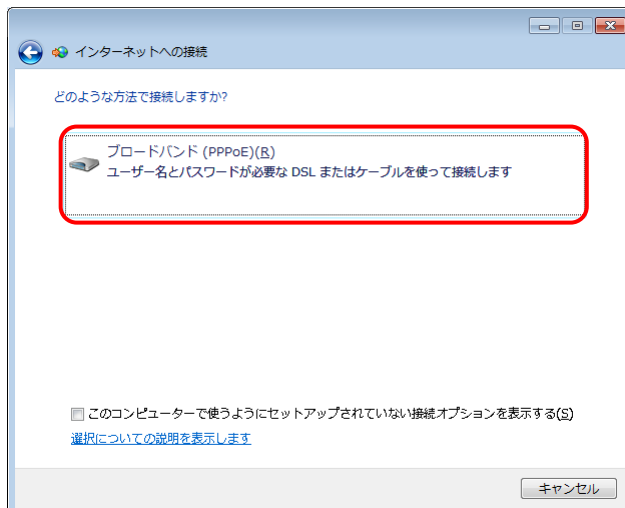 インターネットへの接続
どのような方法で接続しますか?
ブロードバンド (PPPoE)(R)
ユーザー名とパスワードが必要な DSL またはケーブルを使って接続します
このコンピューターで使うようにセットアップされていない接続オプションを表示する(S)
選択についての説明を表示します
キャンセル